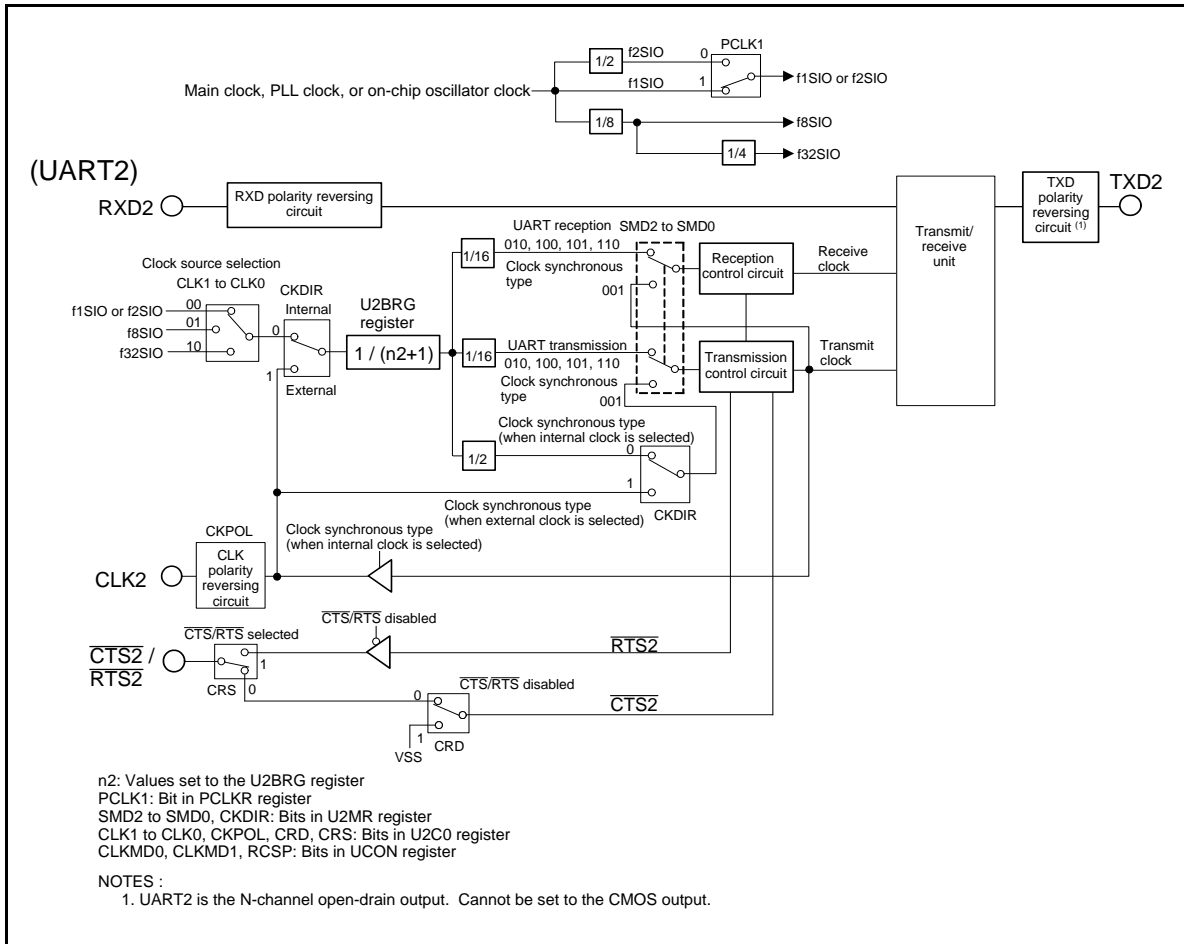 PCLK1
f2SIO
0
1/2
Main clock, PLL clock, or on-chip oscillator clock
f1SIO
1
f1SIO or f2SIO
1/8
f8SIO
1/4
f32SIO
(UART2)
RXD2
RXD polarity reversing
circuit
Transmit/
receive
unit
TXD
polarity
reversing
circuit (1)
TXD2
UART reception
SMD2 to SMD0
1/16
010, 100, 101, 110
Clock synchronous
type
001
Reception
control circuit
Receive
clock
Clock source selection
CLK1 to CLK0
f1SIO or f2SIO
00
f8SIO
01
f32SIO
10
CKDIR
Internal
0
1
External
U2BRG
register
1 / (n2+1)
1/16
UART transmission
010, 100, 101, 110
Clock synchronous
type
001
Transmission
control circuit
Transmit
clock
Clock synchronous type
(when internal clock is selected)
1/2
0
1
CKDIR
Clock synchronous type
(when external clock is selected)
CKPOL
CLK
polarity
reversing
circuit
CLK2
Clock synchronous type
(when internal clock is selected)
CTS/RTS disabled
CTS/RTS selected
CTS2 /
RTS2
1
CRS
0
RTS2
CTS/RTS disabled
0
CTS2
1
VSS
CRD
n2: Values set to the U2BRG register
PCLK1: Bit in PCLKR register
SMD2 to SMD0, CKDIR: Bits in U2MR register
CLK1 to CLK0, CKPOL, CRD, CRS: Bits in U2C0 register
CLKMD0, CLKMD1, RCSP: Bits in UCON register
NOTES :
1. UART2 is the N-channel open-drain output. Cannot be set to the CMOS output.